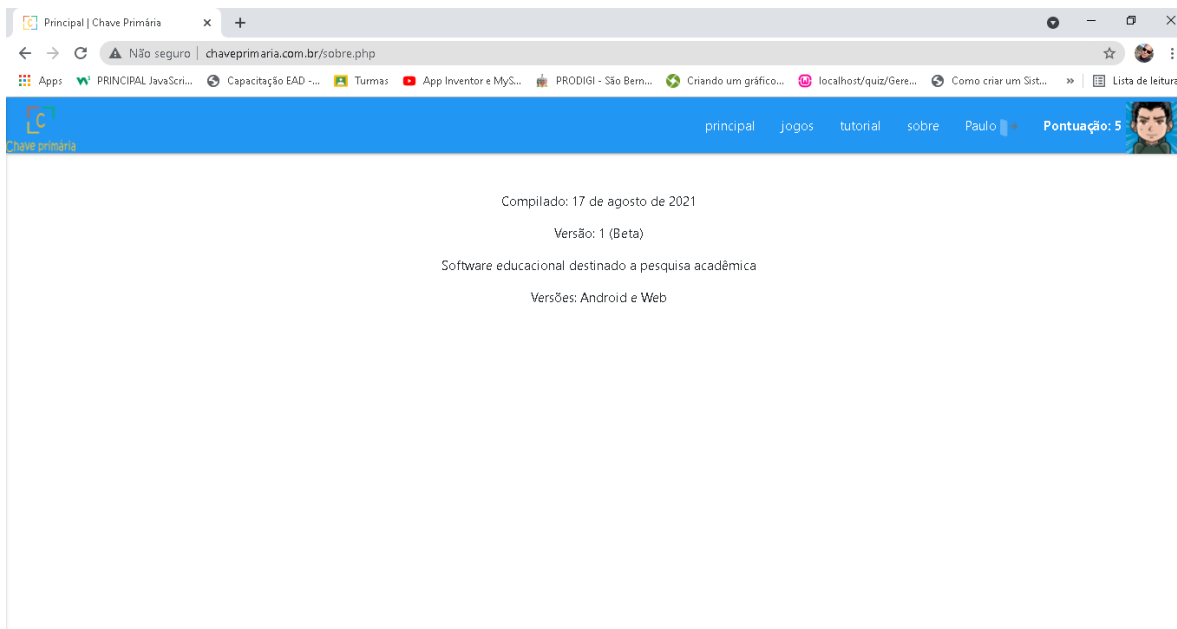 Principal | Chave Primária
Não seguro | chaveprimaria.com.br/sobre.php
Apps PRINCIPAL JavaScri... Capacitação EAD -... Turmas App Inventor e MyS... PRODIGI - São Bern... Criando um gráfico... localhost/quiz/Gere... Como criar um Sist... » Lista de leitura
C
Chave primária
principal jogos tutorial sobre Paulo Pontuação: 5
Compilado: 17 de agosto de 2021
Versão: 1 (Beta)
Software educacional destinado a pesquisa acadêmica
Versões: Android e Web